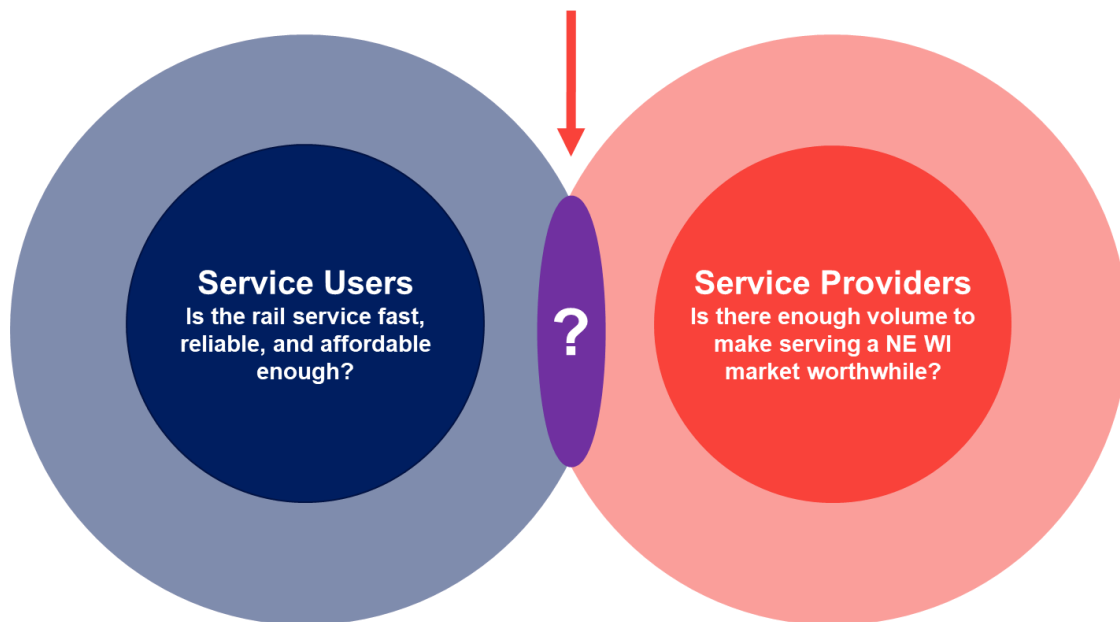 Service Users
Is the rail service fast,
reliable, and affordable
enough?
?
Service Providers
Is there enough volume to
make serving a NE WI
market worthwhile?